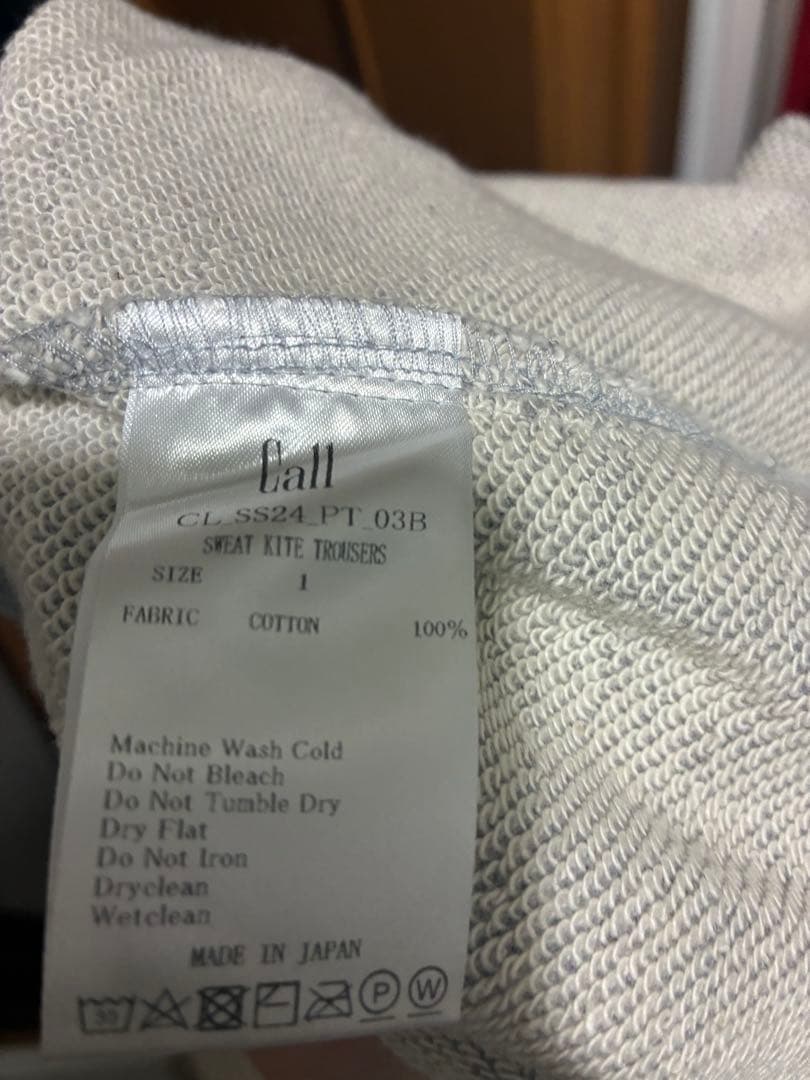 Call
CL_SS24_PT_03B
SWEAT KITE TROUSERS
SIZE 1
FABRIC COTTON 100%
Machine Wash Cold
Do Not Bleach
Do Not Tumble Dry
Dry Flat
Do Not Iron
Dryclean
Wetclean
MADE IN JAPAN
30 P W